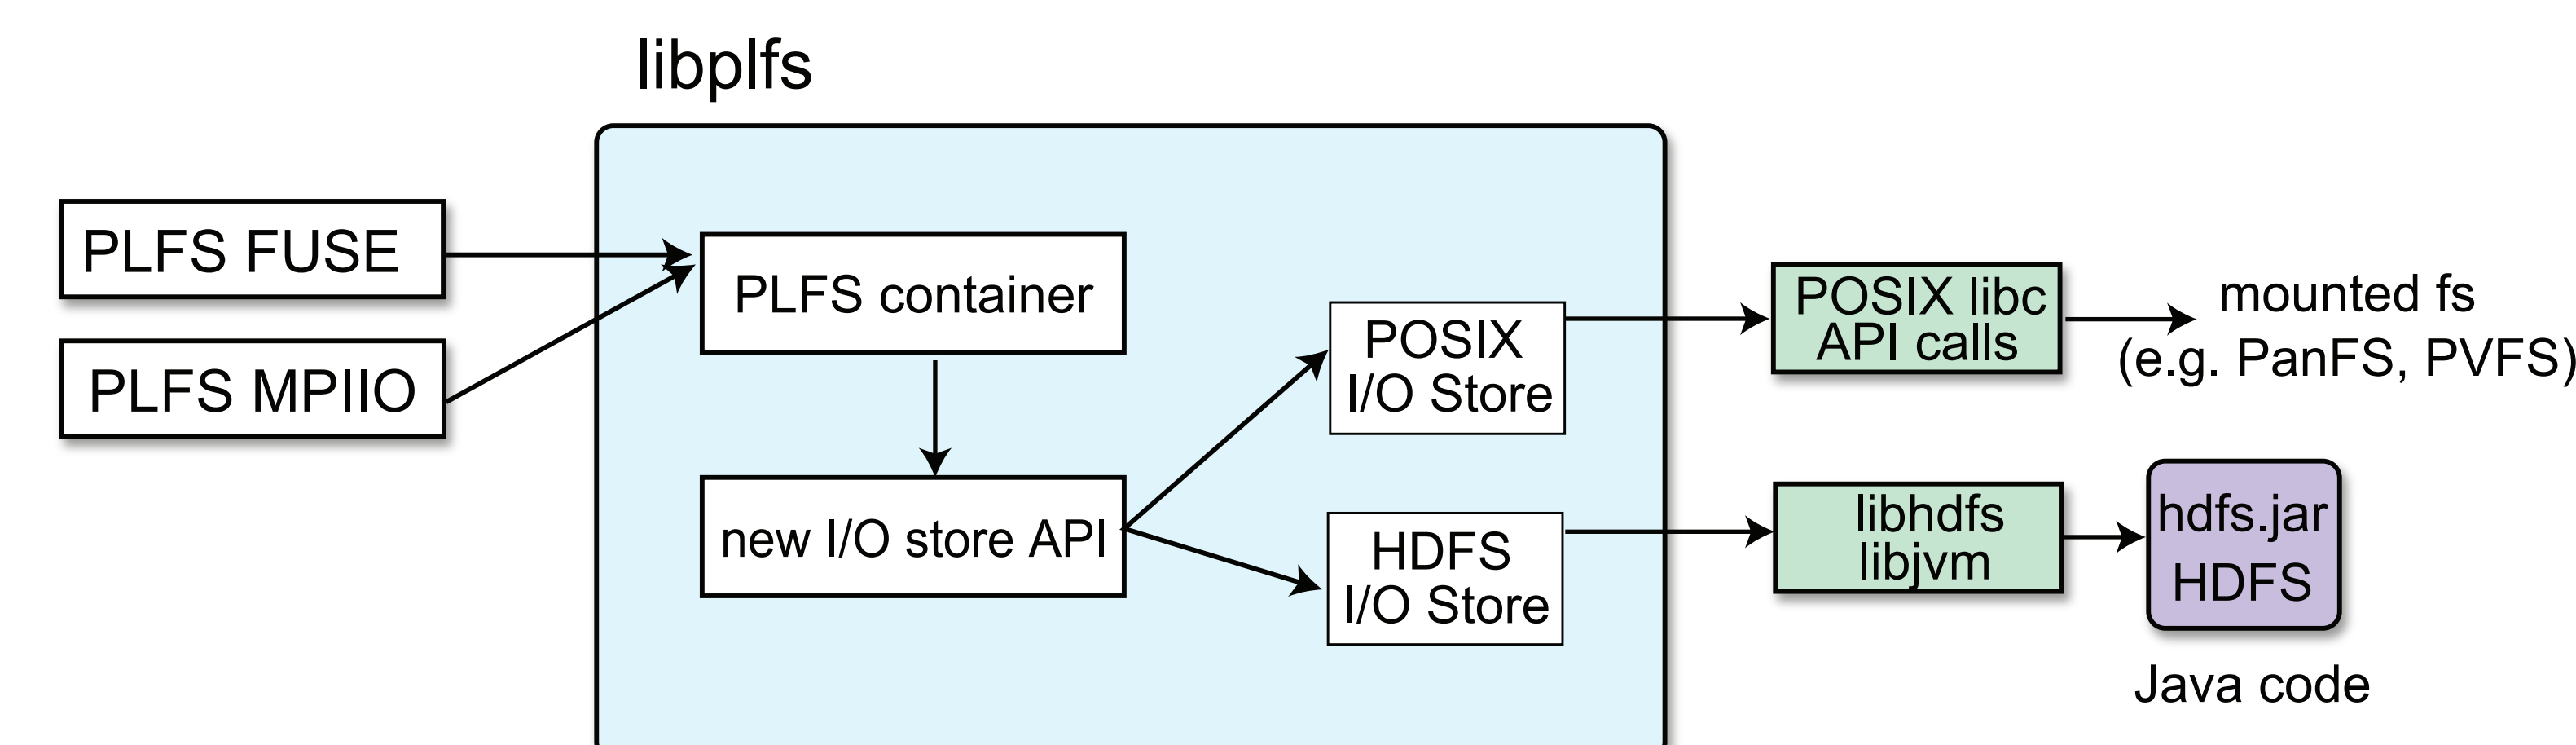 libplfs
PLFS FUSE
PLFS MPIIO
PLFS container
new I/O store API
POSIX
I/O Store
HDFS
I/O Store
POSIX libc
API calls
mounted fs
(e.g. PanFS, PVFS)
libhdfs
libjvm
hdfs.jar
HDFS
Java code